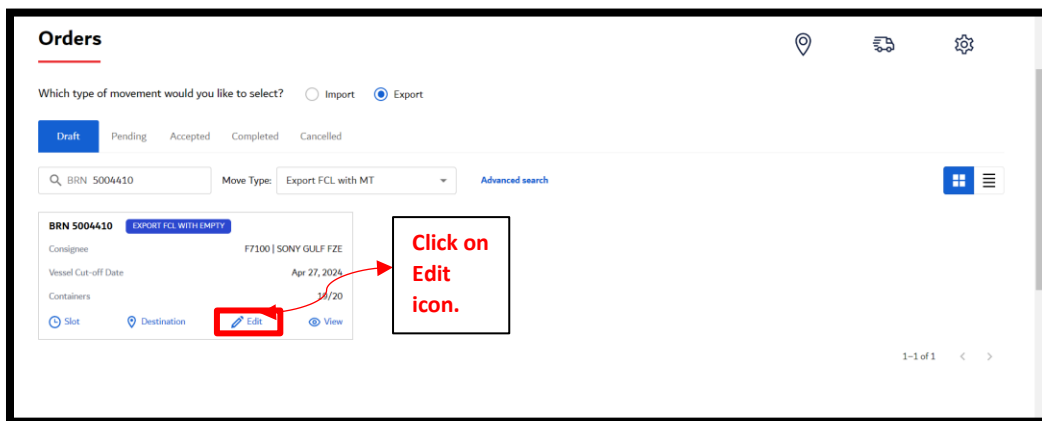 Orders
Which type of movement would you like to select? Import Export
Draft Pending Accepted Completed Cancelled
BRN 5004410 Move Type: Export FCL with MT Advanced search
BRN 5004410 EXPORT FCL WITH EMPTY
Consignee F7100 | SONY GULF FZE
Vessel Cut-off Date Apr 27, 2024
Containers 19/20
Slot Destination Edit View
Click on
Edit
icon.
1–1 of 1